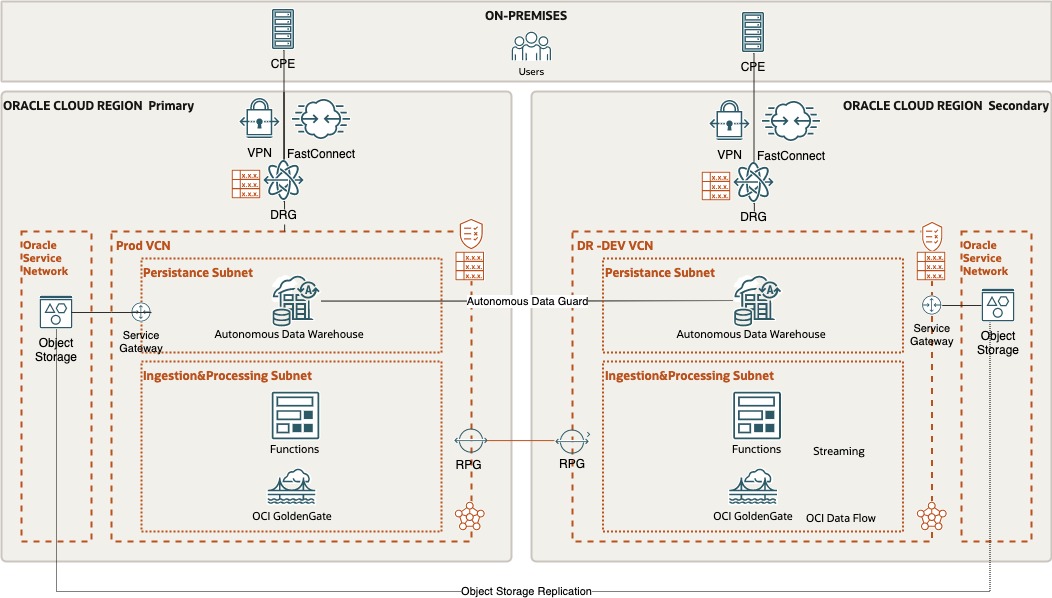 ON-PREMISES
CPE
Users
CPE
ORACLE CLOUD REGION Primary
VPN
FastConnect
X.X.X.
X.X.X.
X.X.X.
DRG
Oracle
Service
Network
Prod VCN
X.X.X.
X.X.X.
X.X.X.
Persistance Subnet
A
Autonomous Data Warehouse
Object
Storage
Service
Gateway
Ingestion&Processing Subnet
Functions
OCI GoldenGate
RPG
Autonomous Data Guard
ORACLE CLOUD REGION Secondary
VPN
FastConnect
X.X.X.
X.X.X.
X.X.X.
DRG
DR -DEV VCN
X.X.X.
X.X.X.
X.X.X.
Oracle
Service
Network
Persistance Subnet
A
Autonomous Data Warehouse
Service
Gateway
Object
Storage
Ingestion&Processing Subnet
Functions
Streaming
RPG
OCI GoldenGate
OCI Data Flow
Object Storage Replication